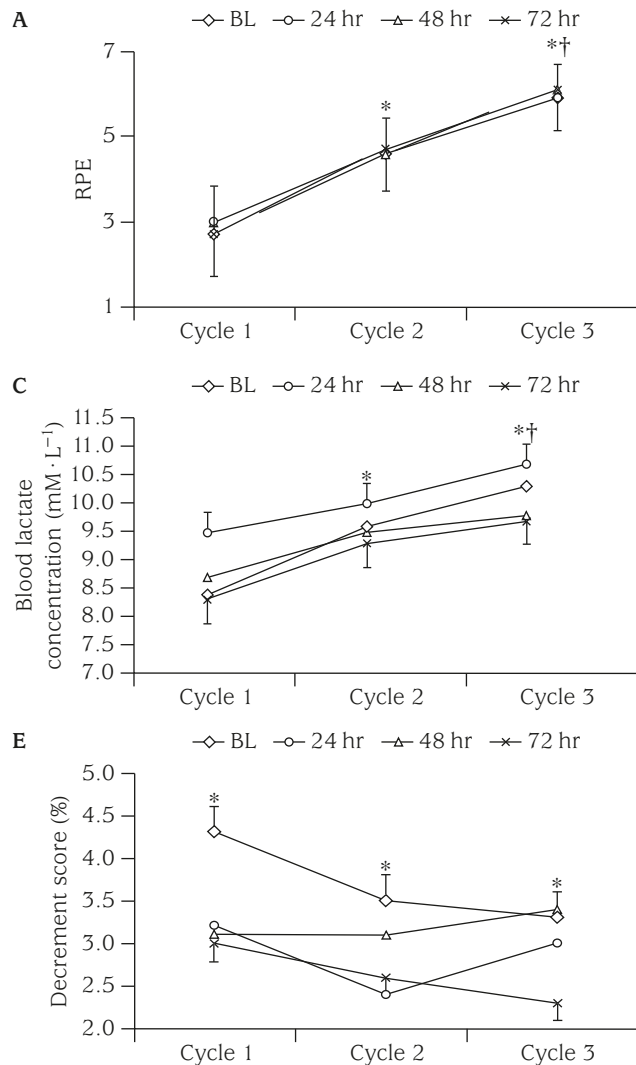 A
BL 24 hr 48 hr 72 hr
7
5
3
1
RPE
*
*†
Cycle 1 Cycle 2 Cycle 3
C
BL 24 hr 48 hr 72 hr
11.5
11.0
10.5
10.0
9.5
9.0
8.5
8.0
7.5
7.0
Blood lactate
concentration (mM · L⁻¹)
*
*†
Cycle 1 Cycle 2 Cycle 3
E
BL 24 hr 48 hr 72 hr
5.0
4.5
4.0
3.5
3.0
2.5
2.0
Decrement score (%)
*
*
*
Cycle 1 Cycle 2 Cycle 3